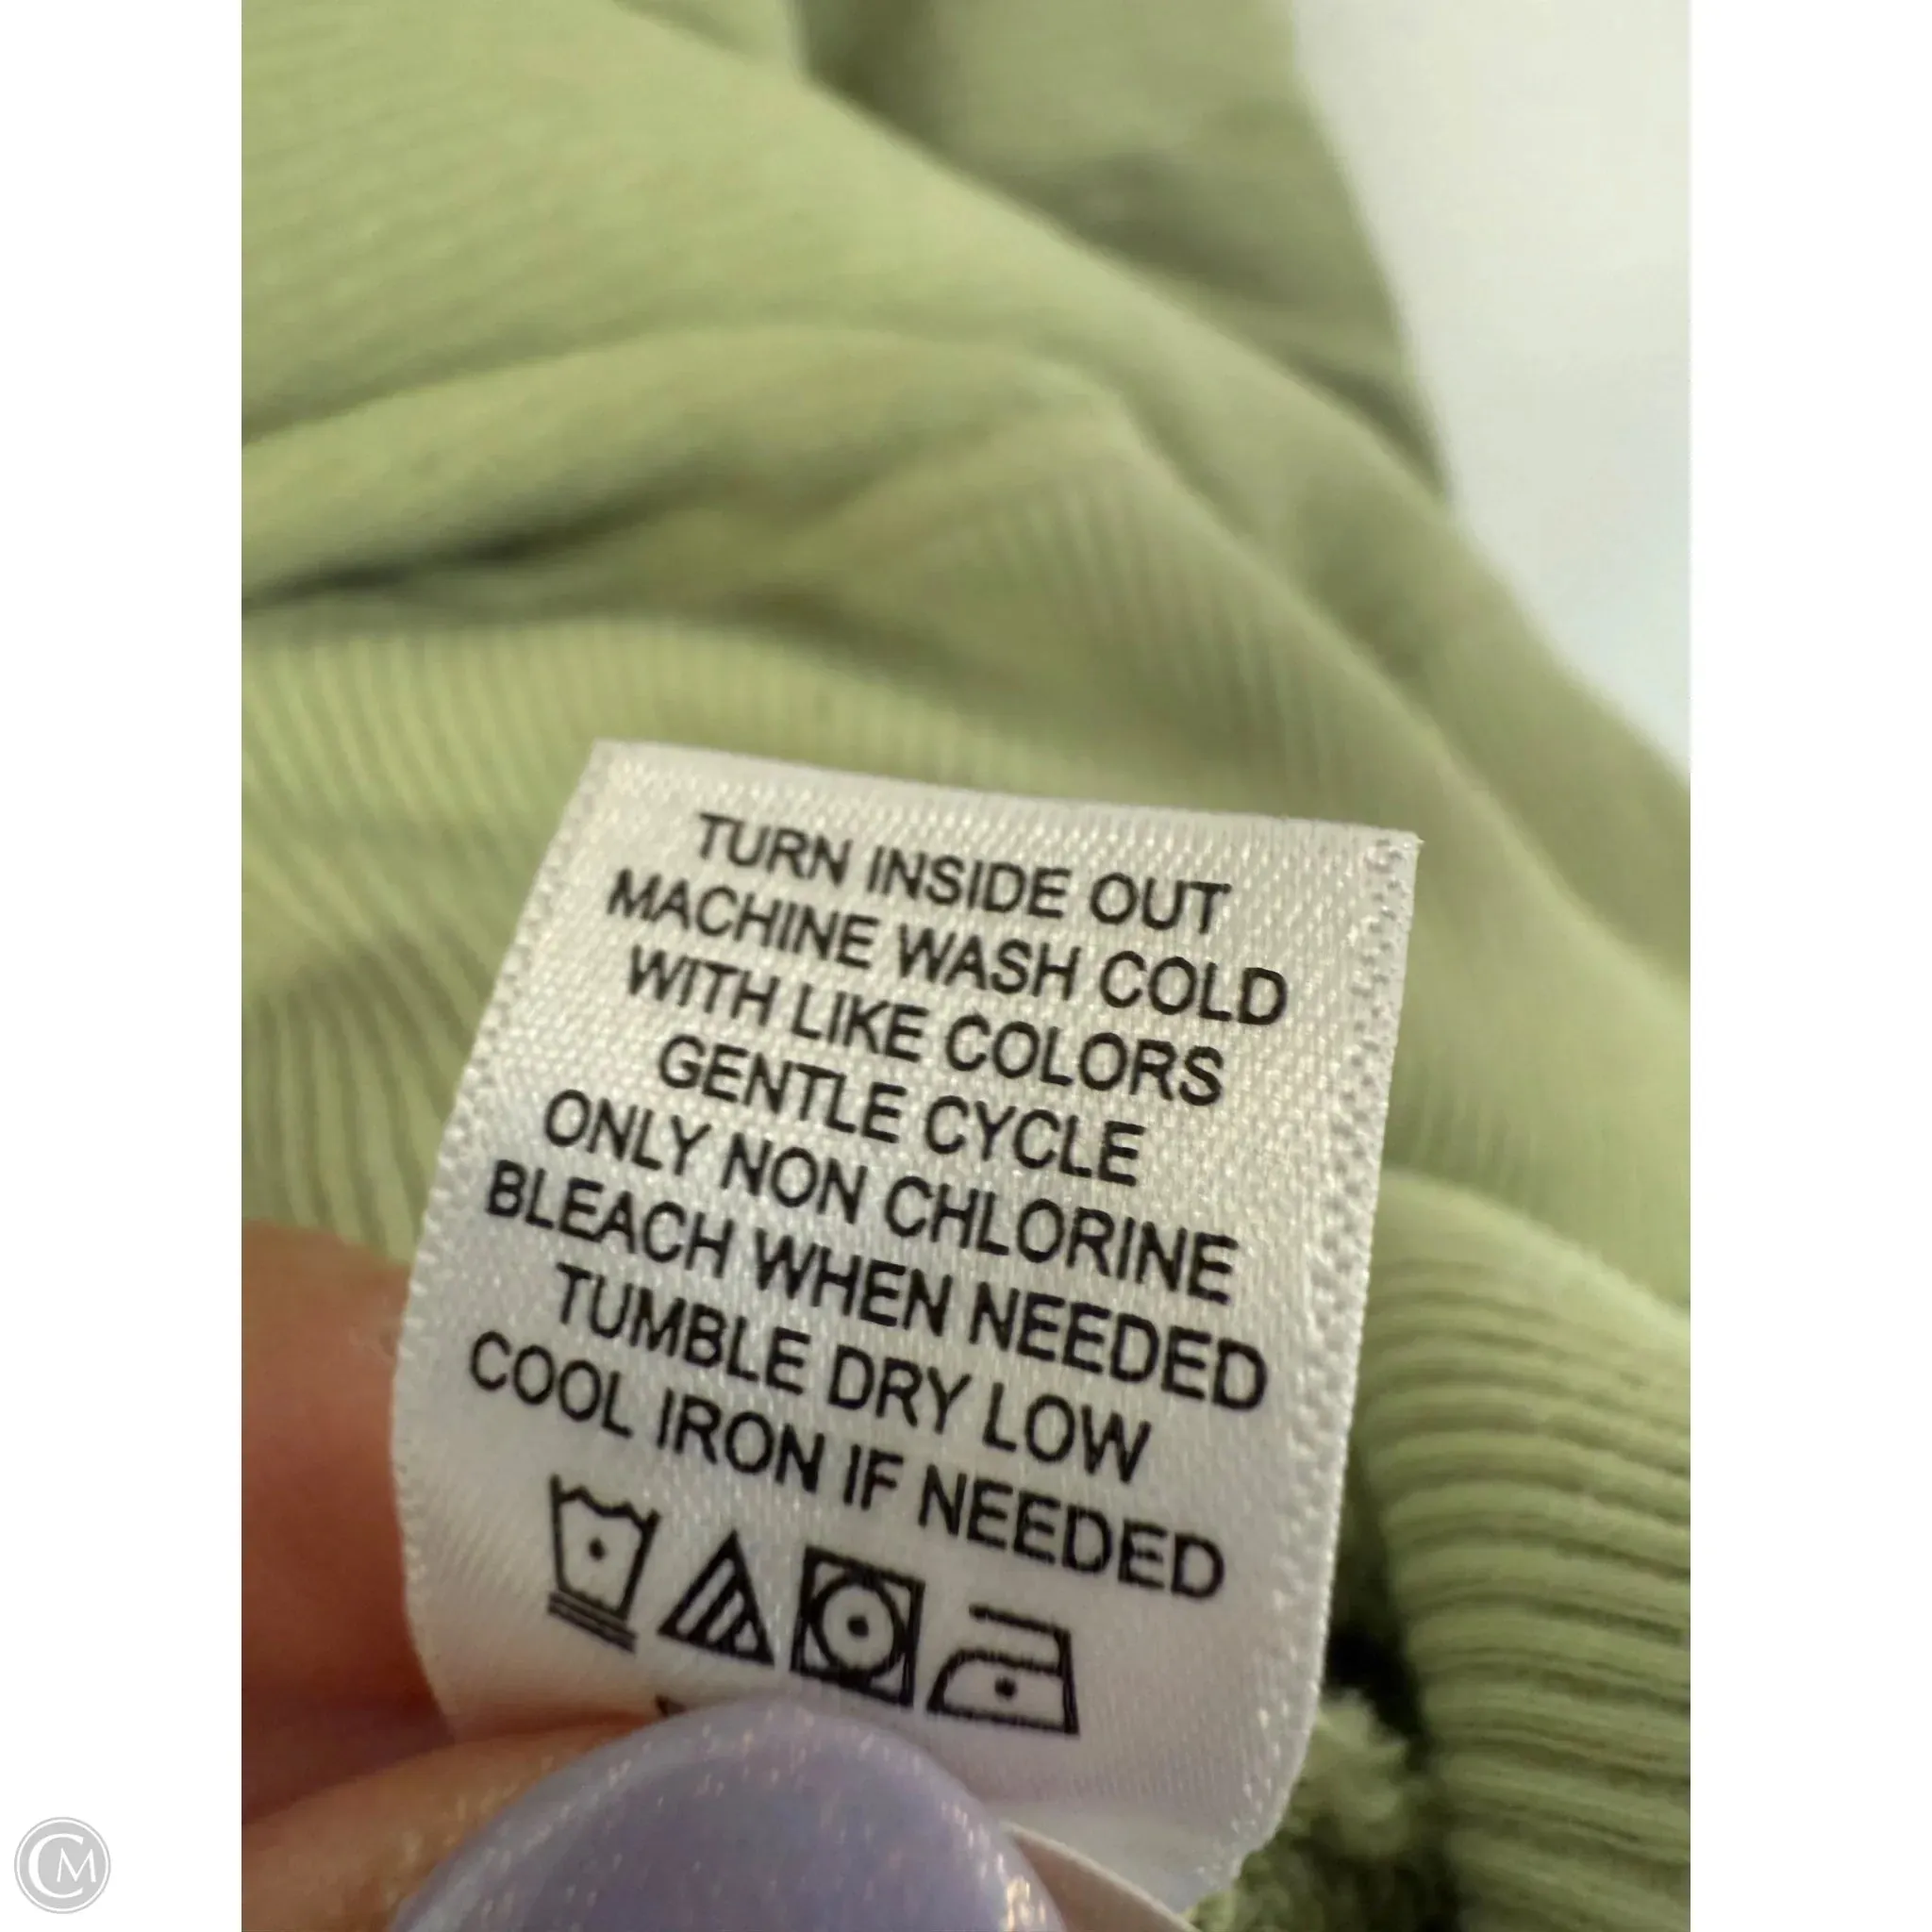 TURN INSIDE OUT
MACHINE WASH COLD
WITH LIKE COLORS
GENTLE CYCLE
ONLY NON CHLORINE
BLEACH WHEN NEEDED
TUMBLE DRY LOW
COOL IRON IF NEEDED
CM